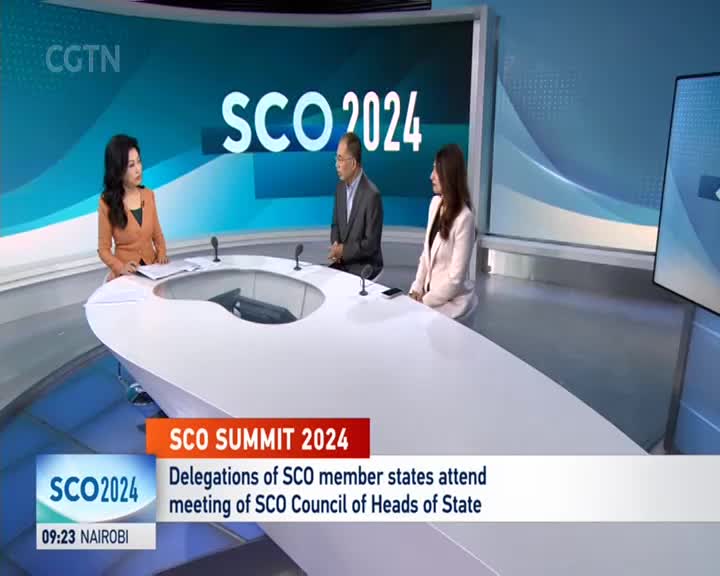 CGTN
SCO 2024
SCO SUMMIT 2024
Delegations of SCO member states attend
meeting of SCO Council of Heads of State
SCO2024
09:23 NAIROBI